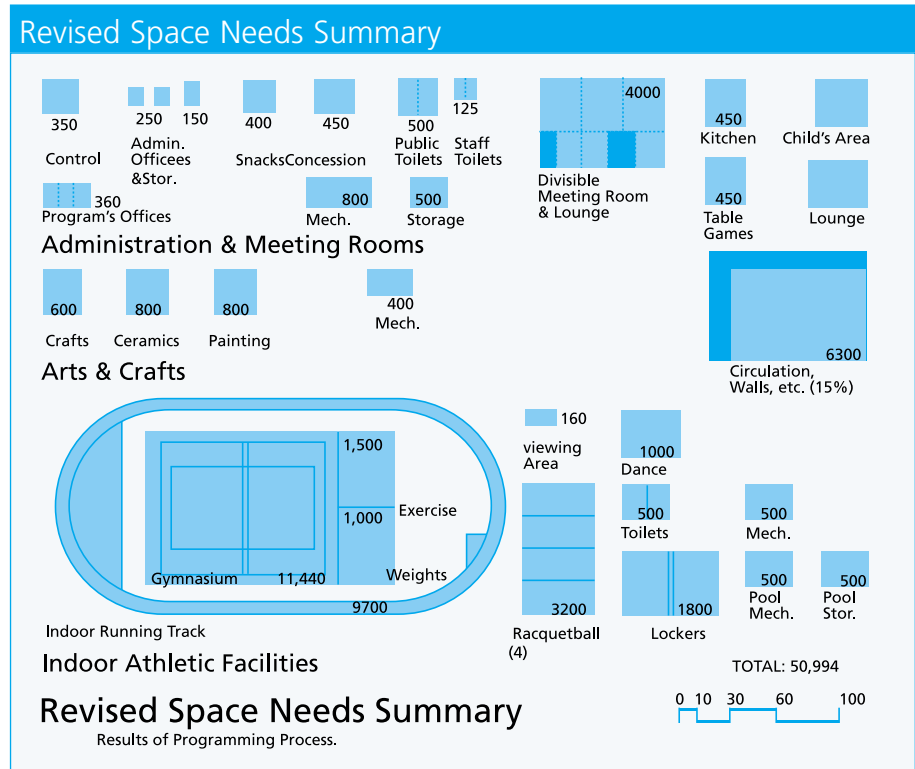 Revised Space Needs Summary
350
Control
250
150
Admin.
Officees
&Stor.
400
Snacks
450
Concession
500
Public
Toilets
125
Staff
Toilets
4000
Divisible
Meeting Room
& Lounge
450
Kitchen
Child's Area
360
Program's Offices
800
Mech.
500
Storage
450
Table
Games
Lounge
Administration & Meeting Rooms
600
Crafts
800
Ceramics
800
Painting
400
Mech.
6300
Circulation,
Walls, etc. (15%)
Arts & Crafts
1,500
1,000
Exercise
Gymnasium
11,440
Weights
9700
Indoor Running Track
160
viewing
Area
1000
Dance
500
Toilets
500
Mech.
3200
Racquetball
(4)
1800
Lockers
500
Pool
Mech.
500
Pool
Stor.
Indoor Athletic Facilities
TOTAL: 50,994
Revised Space Needs Summary
Results of Programming Process.
0 10 30 60 100